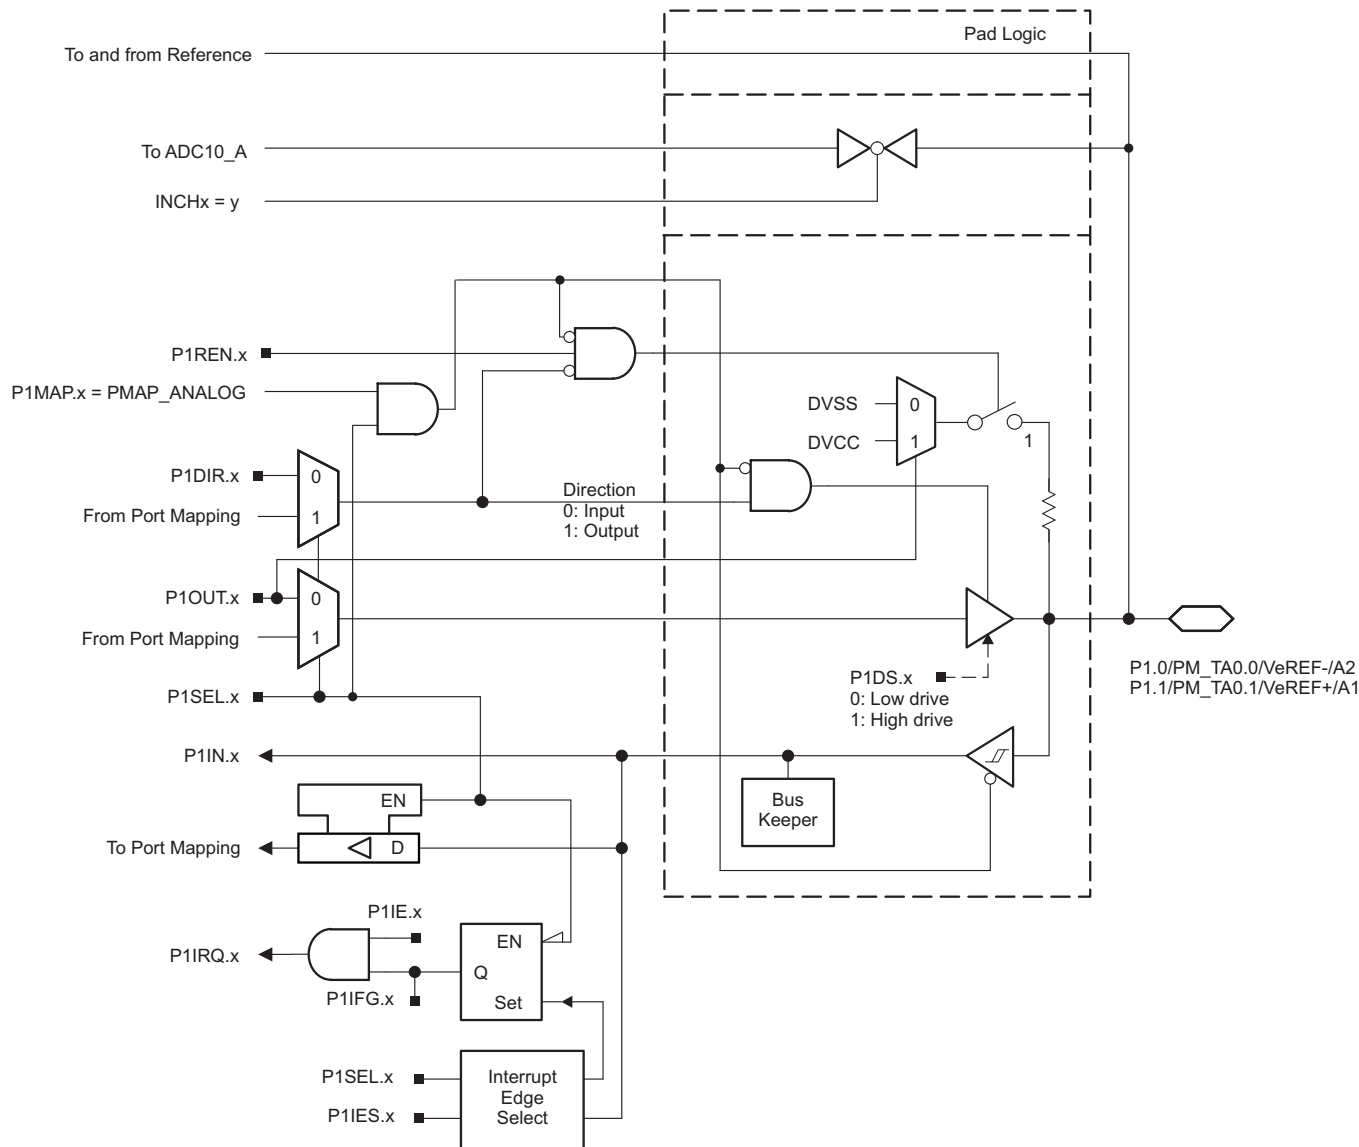 Pad Logic
To and from Reference
To ADC10_A
INCHx = y
P1REN.x
P1MAP.x = PMAP_ANALOG
DVSS
0
DVCC
1
1
P1DIR.x
0
From Port Mapping
1
Direction
0: Input
1: Output
P1OUT.x
0
From Port Mapping
1
P1SEL.x
P1DS.x
0: Low drive
1: High drive
P1.0/PM_TA0.0/VeREF-/A2
P1.1/PM_TA0.1/VeREF+/A1
P1IN.x
Bus
Keeper
EN
To Port Mapping
D
P1IE.x
P1IRQ.x
EN
Q
P1IFG.x
Set
P1SEL.x
P1IES.x
Interrupt
Edge
Select